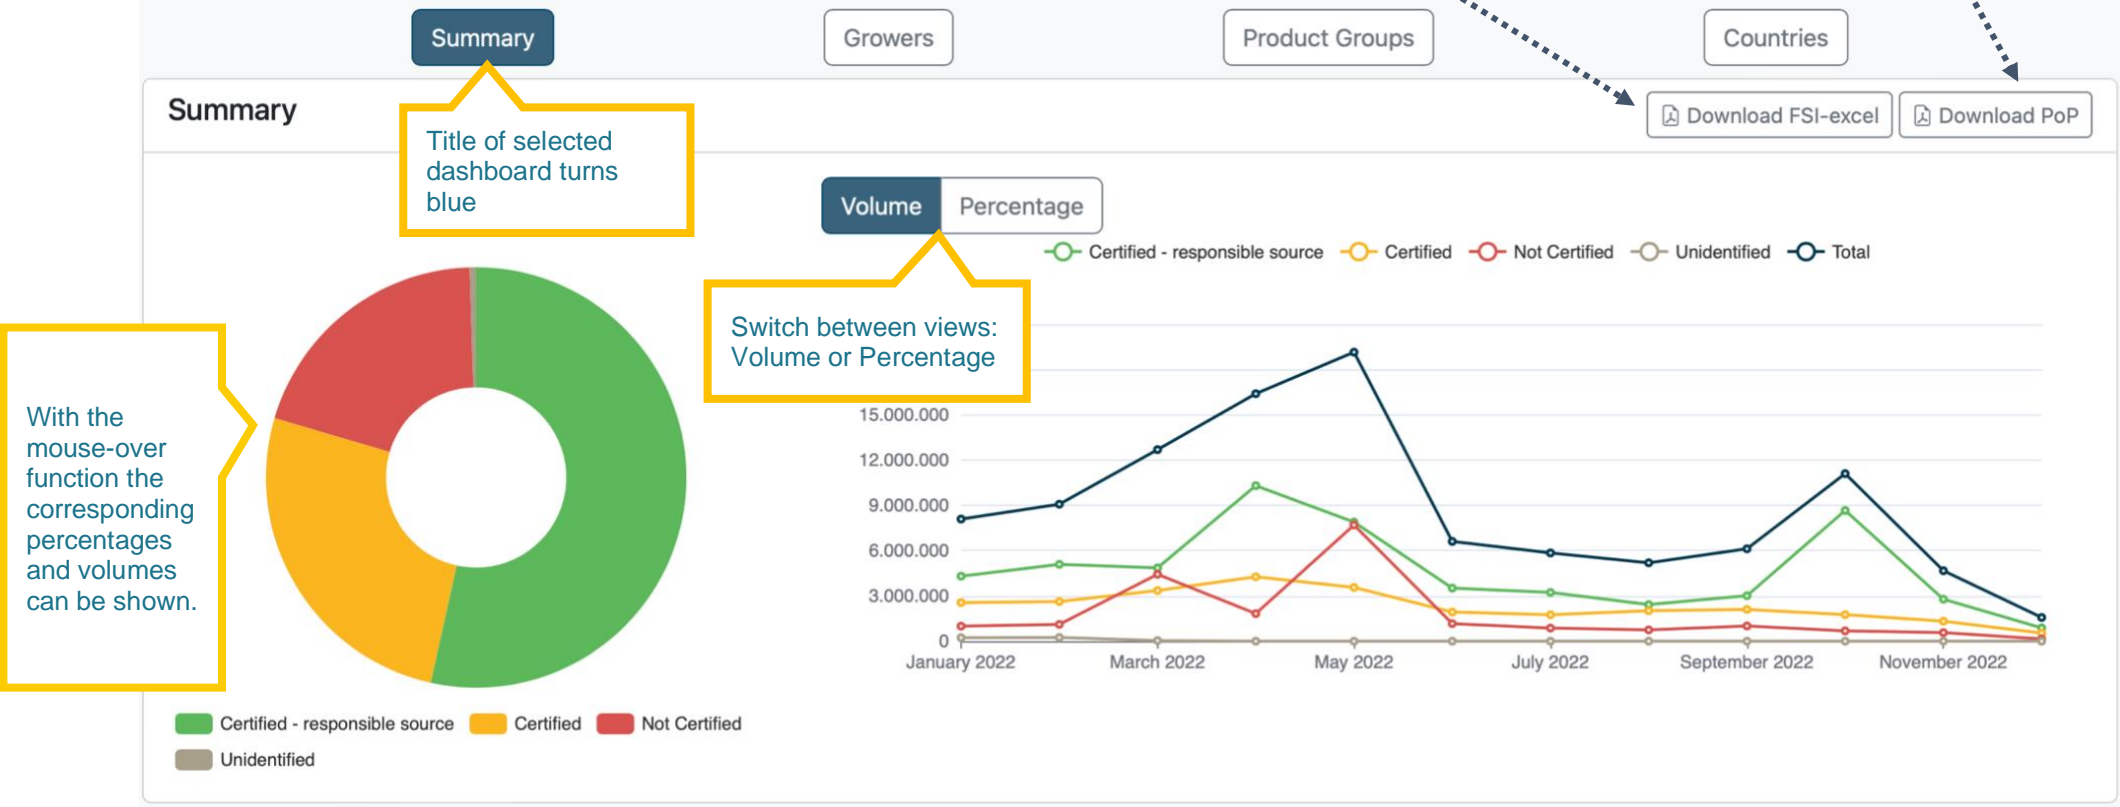 Summary
Growers
Product Groups
Countries
Summary
Download FSI-excel
Download PoP
Title of selected
dashboard turns
blue
Volume
Percentage
Certified - responsible source
Certified
Not Certified
Unidentified
Total
Switch between views:
Volume or Percentage
With the
mouse-over
function the
corresponding
percentages
and volumes
can be shown.
15.000.000
12.000.000
9.000.000
6.000.000
3.000.000
0
January 2022
March 2022
May 2022
July 2022
September 2022
November 2022
Certified - responsible source
Certified
Not Certified
Unidentified